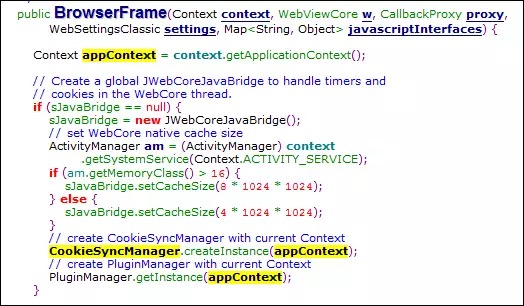 public BrowserFrame(Context context, WebViewCore w, CallbackProxy proxy,
WebSettingsClassic settings, Map<String, Object> javascriptInterfaces) {
Context appContext = context.getApplicationContext();
// Create a global JWebCoreJavaBridge to handle timers and
// cookies in the WebCore thread.
if (sJavaBridge == null) {
sJavaBridge = new JWebCoreJavaBridge();
// set WebCore native cache size
ActivityManager am = (ActivityManager) context
.getSystemService(Context.ACTIVITY_SERVICE);
if (am.getMemoryClass() > 16) {
sJavaBridge.setCacheSize(8 * 1024 * 1024);
} else {
sJavaBridge.setCacheSize(4 * 1024 * 1024);
}
// create CookieSyncManager with current Context
CookieSyncManager.createInstance(appContext);
// create PluginManager with current Context
PluginManager.getInstance(appContext);
}